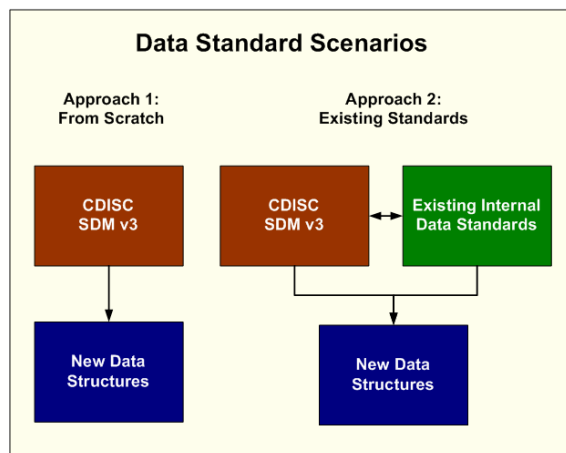 Data Standard Scenarios
Approach 1:
From Scratch
Approach 2:
Existing Standards
CDISC
SDM v3
CDISC
SDM v3
Existing Internal
Data Standards
New Data
Structures
New Data
Structures